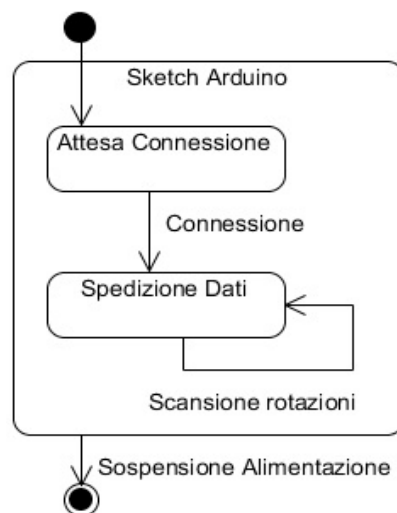 Sketch Arduino
Attesa Connessione
Connessione
Spedizione Dati
Scansione rotazioni
Sospensione Alimentazione